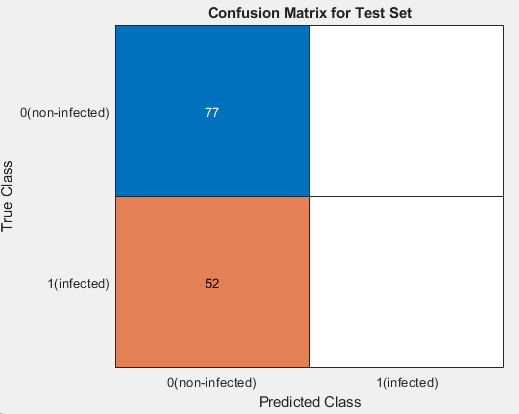 Confusion Matrix for Test Set
True Class
0(non-infected)
77
1(infected)
52
0(non-infected) 1(infected)
Predicted Class